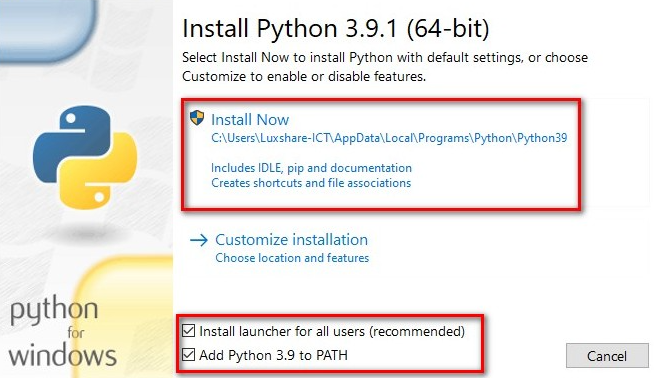 Install Python 3.9.1 (64-bit)
Select Install Now to install Python with default settings, or choose
Customize to enable or disable features.
Install Now
C:\Users\Luxshare-ICT\AppData\Local\Programs\Python\Python39
Includes IDLE, pip and documentation
Creates shortcuts and file associations
Customize installation
Choose location and features
Install launcher for all users (recommended)
Add Python 3.9 to PATH
Cancel
python
for
windows